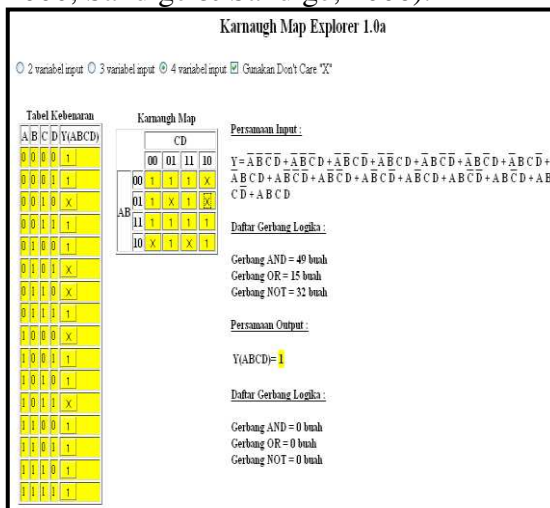 Karnaugh Map Explorer 1.0a
2 variabel input 3 variabel input 4 variabel input Gunakan Don't Care "X"
Tabel Kebenaran
A B C D Y(ABCD)
0 0 0 0 1
0 0 0 1 1
0 0 1 0 X
0 0 1 1 1
0 1 0 0 1
0 1 0 1 X
0 1 1 0 X
0 1 1 1 1
1 0 0 0 X
1 0 0 1 1
1 0 1 0 1
1 0 1 1 X
1 1 0 0 1
1 1 0 1 1
1 1 1 0 1
1 1 1 1 1
Karnaugh Map
CD
00 01 11 10
AB
00 1 1 1 X
01 1 X 1 X
11 1 1 1 1
10 X 1 X 1
Persamaan Input :
Y = A B C D + A B C D + A B C D + A B C D + A B C D + A B C D + A B C D +
A B C D + A B C D + A B C D + A B C D + A B C D + A B C D + A B C D + A B
C D + A B C D
Daftar Gerbang Logika :
Gerbang AND = 49 buah
Gerbang OR = 15 buah
Gerbang NOT = 32 buah
Persamaan Output :
Y(ABCD)= 1
Daftar Gerbang Logika :
Gerbang AND = 0 buah
Gerbang OR = 0 buah
Gerbang NOT = 0 buah